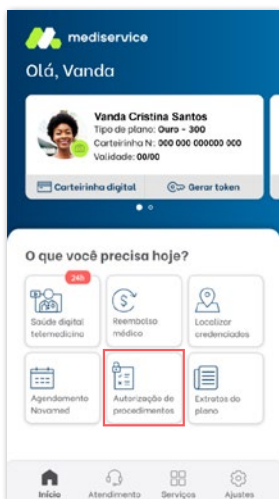 mediservice
Olá, Vanda
Vanda Cristina Santos
Tipo de plano: Ouro - 300
Carteirinha N: 000 000 000000 000
Validade: 00/00
Carteirinha digital
Gerar token
O que você precisa hoje?
24h
Saúde digital
telemedicina
Reembolso
médico
Localizar
credenciados
Agendamento
Novamed
Autorização de
procedimentos
Extratos do
plano
Início
Atendimento
Serviços
Ajustes